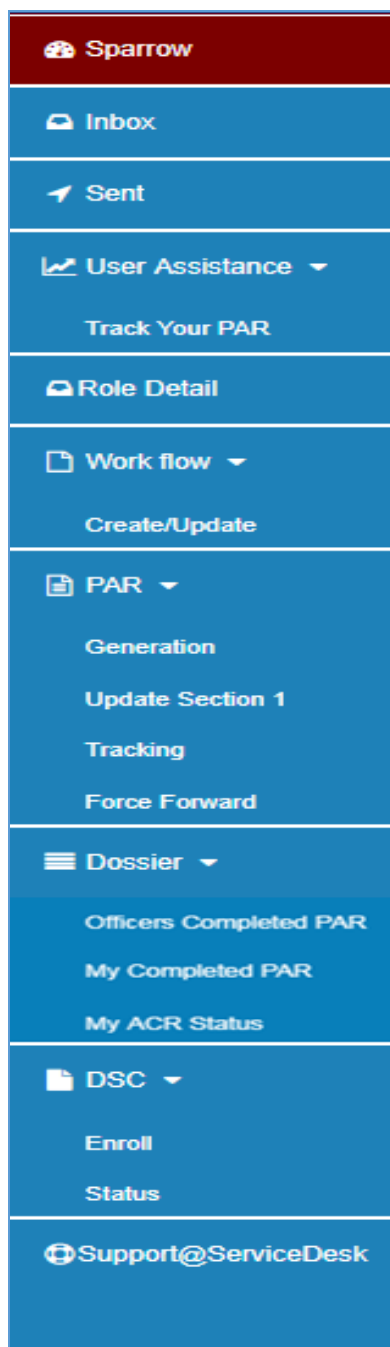 Sparrow
Inbox
Sent
User Assistance
Track Your PAR
Role Detail
Work flow
Create/Update
PAR
Generation
Update Section 1
Tracking
Force Forward
Dossier
Officers Completed PAR
My Completed PAR
My ACR Status
DSC
Enroll
Status
Support@ServiceDesk